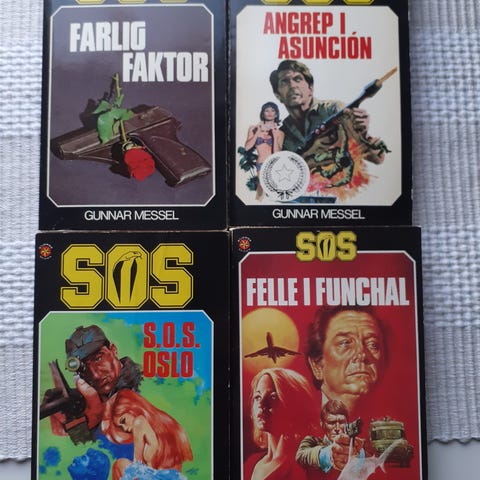 FARLIG
FAKTOR
GUNNAR MESSEL
ANGREP I
ASUNCIÓN
GUNNAR MESSEL
SOS
S.O.S.
OSLO
SOS
FELLE I FUNCHAL